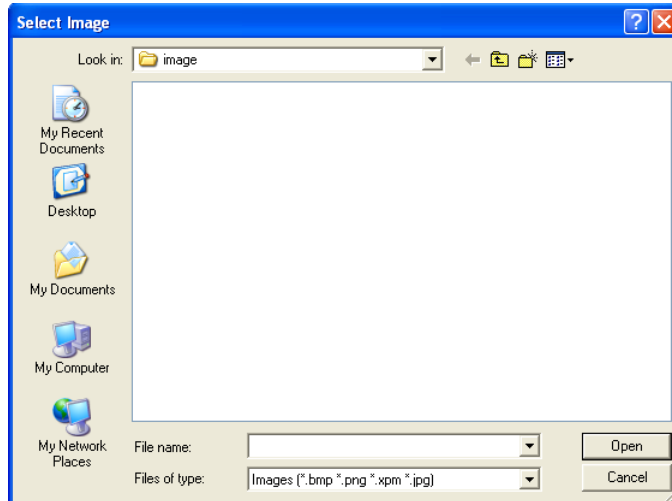 Select Image
Look in:
image
My Recent
Documents
Desktop
My Documents
My Computer
My Network
Places
File name:
Open
Files of type:
Images (*.bmp *.png *.xpm *.jpg)
Cancel